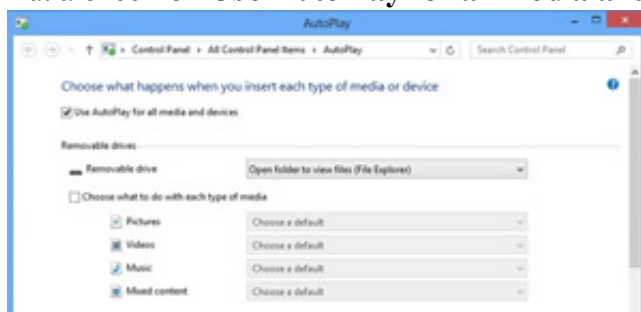 AutoPlay
Control Panel All Control Panel Items AutoPlay Search Control Panel
Choose what happens when you insert each type of media or device
Use AutoPlay for all media and devices
Removable drives
Removable drive Open folder to view files (File Explorer)
Choose what to do with each type of media
Pictures Choose a default
Videos Choose a default
Music Choose a default
Mixed content Choose a default